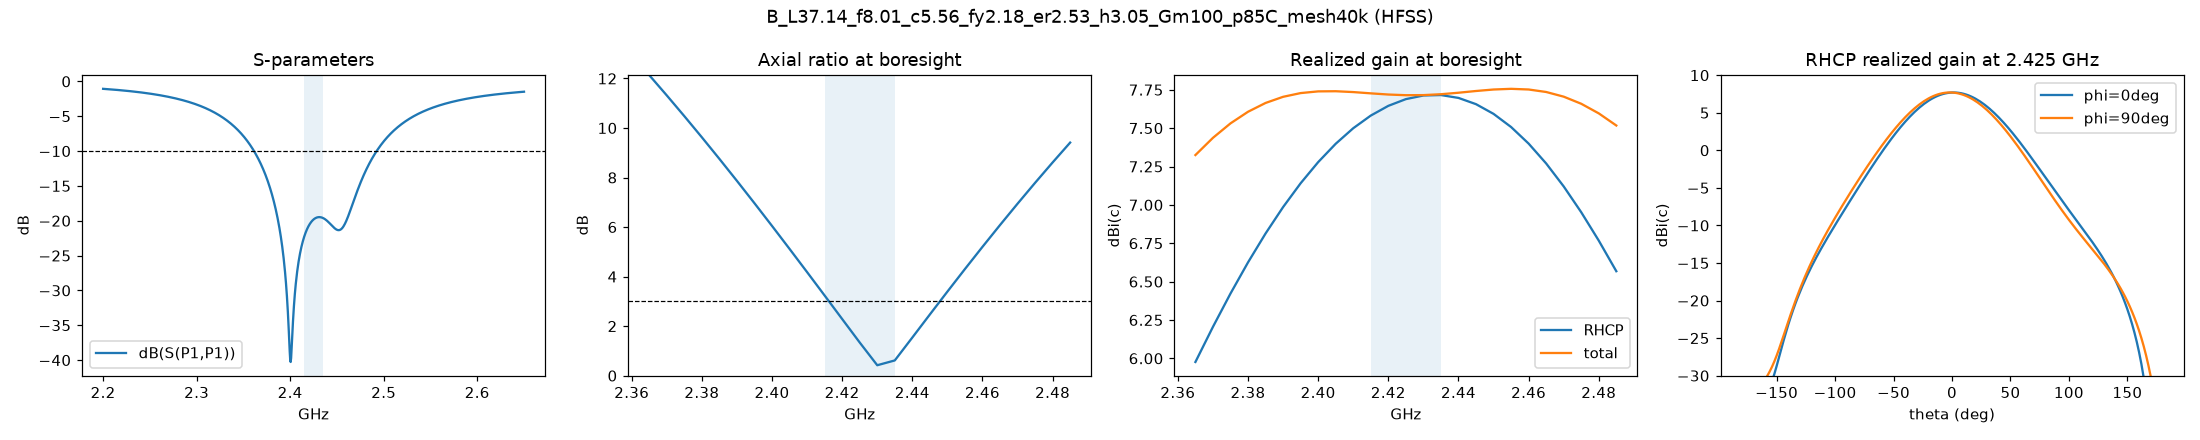 B_L37.14_f8.01_c5.56_fy2.18_er2.53_h3.05_Gm100_p85C_mesh40k (HFSS)
S-parameters
0
−5
−10
−15
−20
−25
−30
−35
−40
dB
dB(S(P1,P1))
2.2 2.3 2.4 2.5 2.6
GHz
Axial ratio at boresight
12
10
8
6
4
2
0
dB
2.36 2.38 2.40 2.42 2.44 2.46 2.48
GHz
Realized gain at boresight
7.75
7.50
7.25
7.00
6.75
6.50
6.25
6.00
dBi(c)
RHCP
total
2.36 2.38 2.40 2.42 2.44 2.46 2.48
GHz
RHCP realized gain at 2.425 GHz
10
5
0
−5
−10
−15
−20
−25
−30
dBi(c)
phi=0deg
phi=90deg
−150 −100 −50 0 50 100 150
theta (deg)